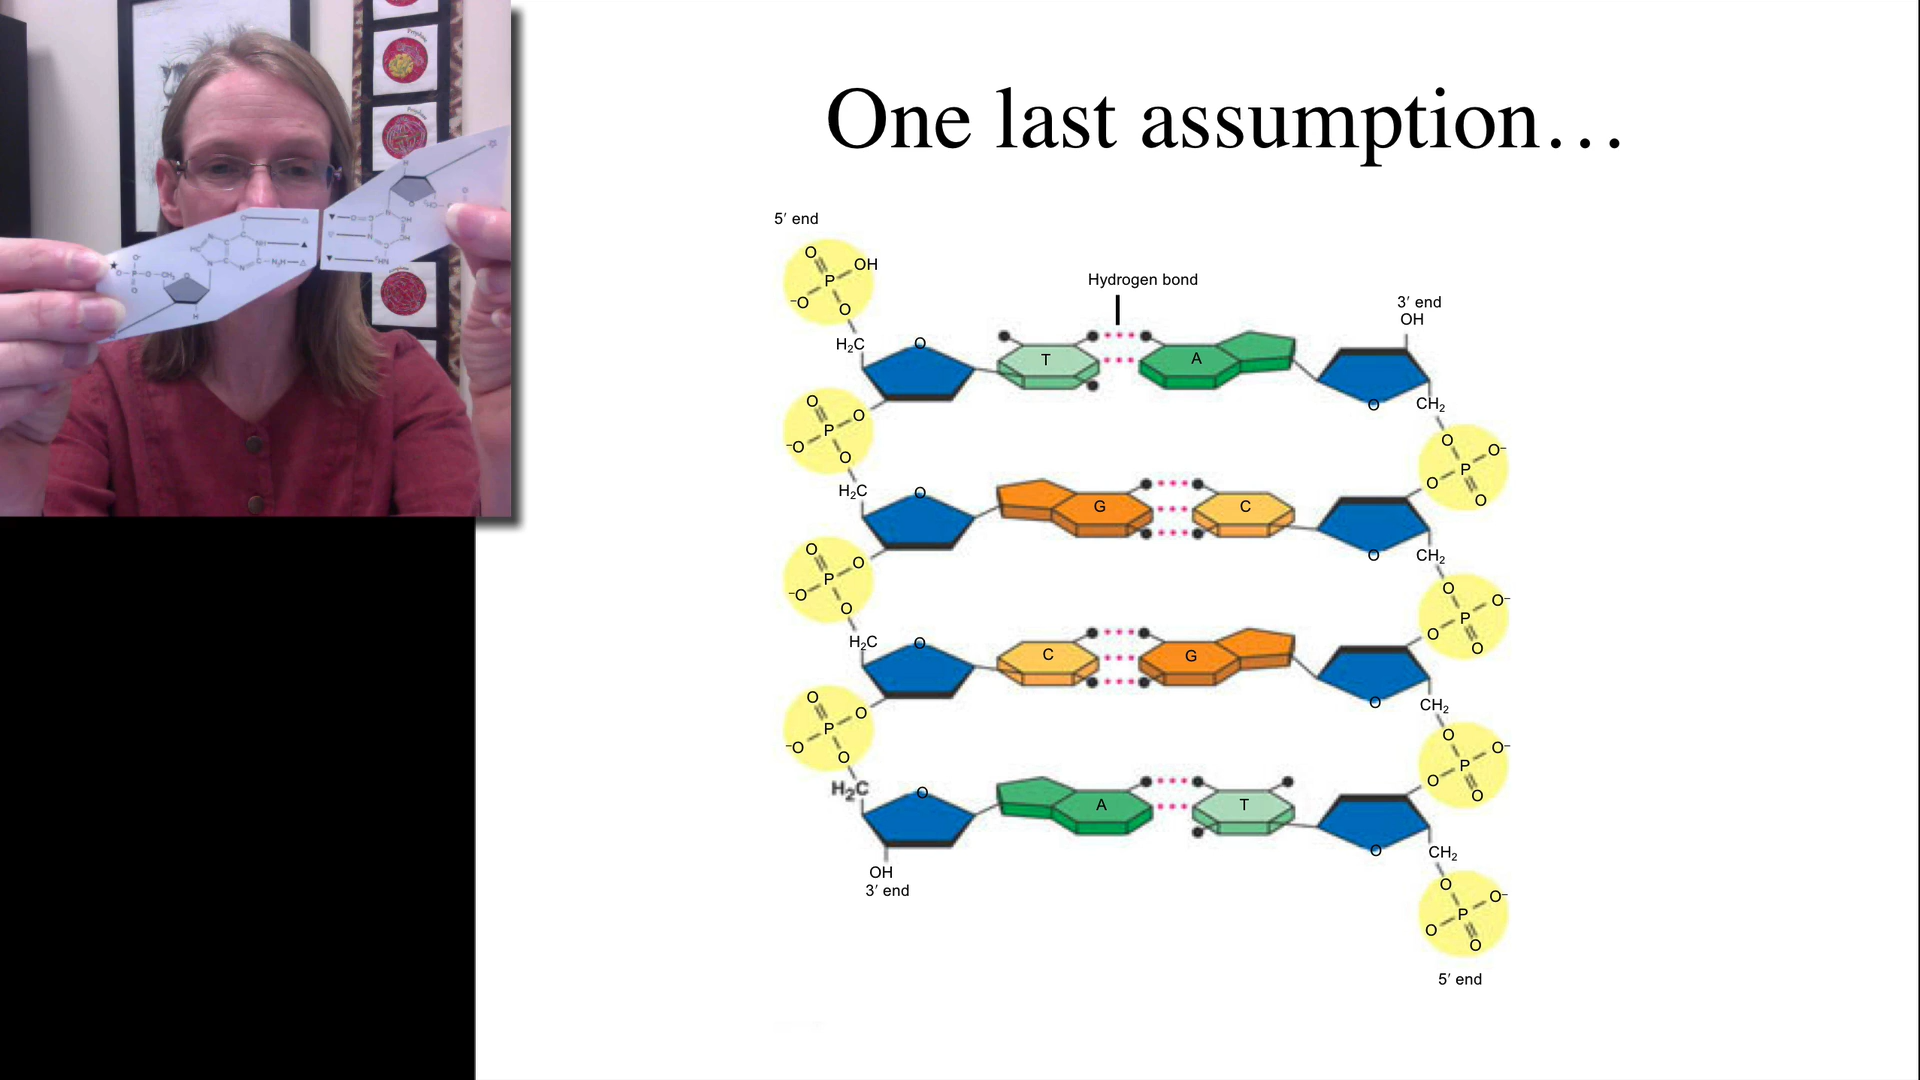 One last assumption…
5′ end
O
OH
P
⁻O
O
Hydrogen bond
3′ end
OH
H₂C
O
T
A
O
CH₂
O
P
⁻O
O
O
O⁻
P
O
O
H₂C
O
G
C
O
CH₂
O
P
⁻O
O
O
O⁻
P
O
O
H₂C
O
C
G
O
CH₂
O
P
⁻O
O
O
O⁻
P
O
O
H₂C
O
A
T
O
CH₂
OH
3′ end
O
O⁻
P
O
O
5′ end